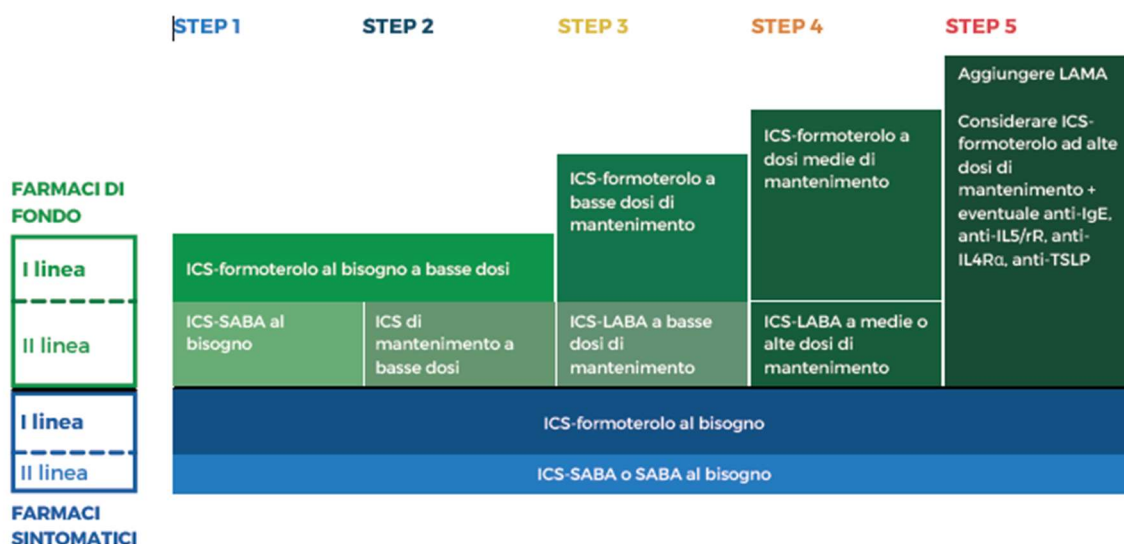 STEP 1
STEP 2
STEP 3
STEP 4
STEP 5
FARMACI DI
FONDO
I linea
II linea
ICS-formoterolo al bisogno a basse dosi
ICS-SABA al
bisogno
ICS di
mantenimento a
basse dosi
ICS-formoterolo a
basse dosi di
mantenimento
ICS-LABA a basse
dosi di
mantenimento
ICS-formoterolo a
dosi medie di
mantenimento
ICS-LABA a medie o
alte dosi di
mantenimento
Aggiungere LAMA
Considerare ICS-
formoterolo ad alte
dosi di
mantenimento +
eventuale anti-IgE,
anti-IL5/rR, anti-
IL4Rα, anti-TSLP
I linea
II linea
ICS-formoterolo al bisogno
ICS-SABA o SABA al bisogno
FARMACI
SINTOMATICI